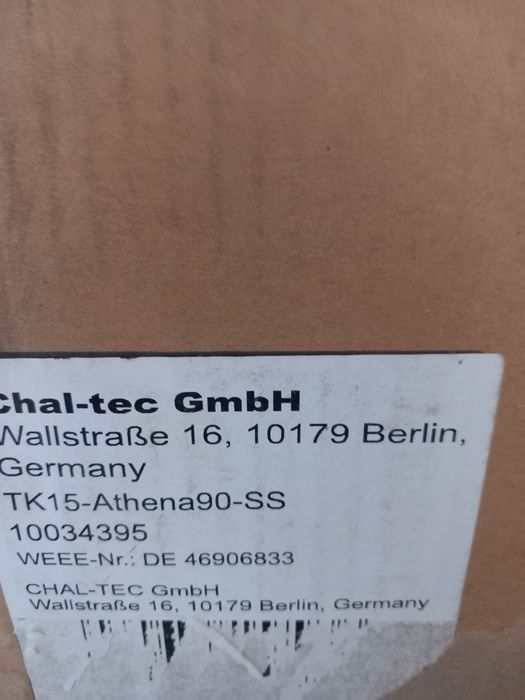 Chal-tec GmbH
Wallstraße 16, 10179 Berlin,
Germany
TK15-Athena90-SS
10034395
WEEE-Nr.: DE 46906833
CHAL-TEC GmbH
Wallstraße 16, 10179 Berlin, Germany